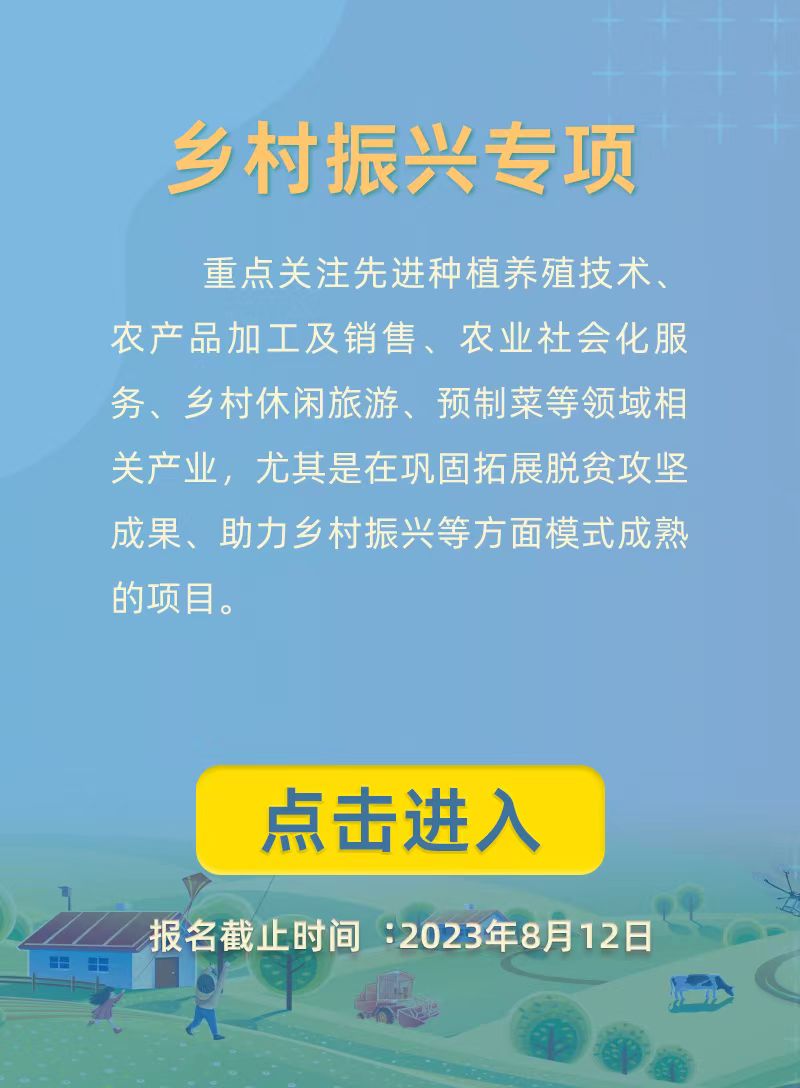 乡村振兴专项
重点关注先进种植养殖技术、
农产品加工及销售、农业社会化服
务、乡村休闲旅游、预制菜等领域相
关产业，尤其是在巩固拓展脱贫攻坚
成果、助力乡村振兴等方面模式成熟
的项目。
点击进入
报名截止时间：2023年8月12日